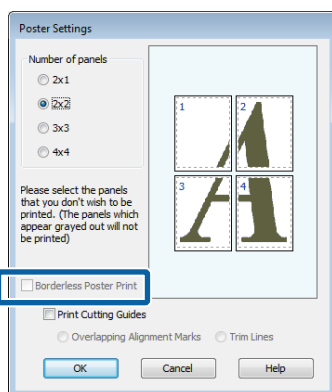 Poster Settings
Number of panels
2x1
2x2
3x3
4x4
1
2
3
4
Please select the panels
that you don't wish to be
printed. (The panels which
appear grayed out will not
be printed)
Borderless Poster Print
Print Cutting Guides
Overlapping Alignment Marks
Trim Lines
OK
Cancel
Help